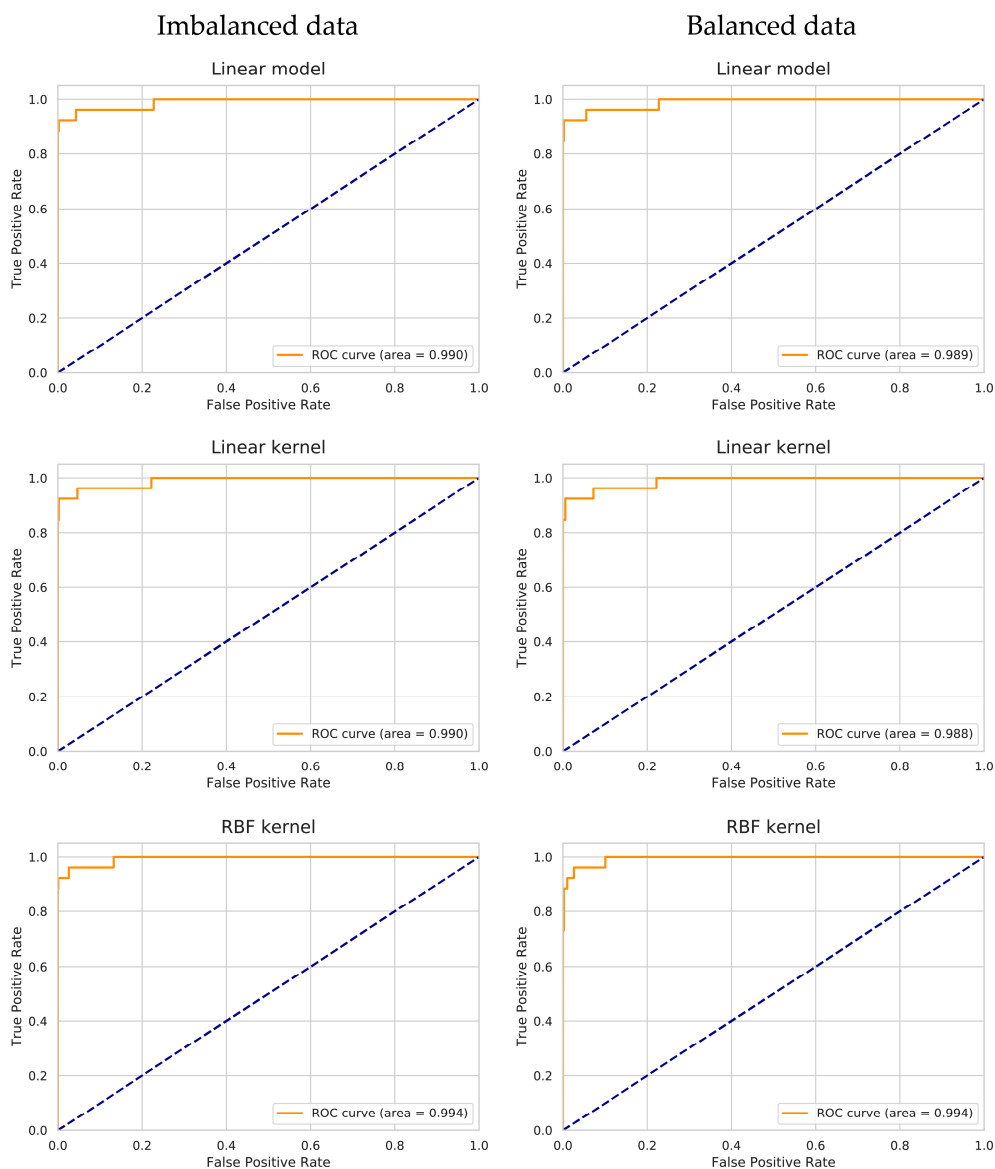 Imbalanced data
Balanced data
Linear model
Linear model
1.0
0.8
0.6
0.4
0.2
0.0
True Positive Rate
ROC curve (area = 0.990)
0.0 0.2 0.4 0.6 0.8 1.0
False Positive Rate
1.0
0.8
0.6
0.4
0.2
0.0
True Positive Rate
ROC curve (area = 0.989)
0.0 0.2 0.4 0.6 0.8 1.0
False Positive Rate
Linear kernel
Linear kernel
1.0
0.8
0.6
0.4
0.2
0.0
True Positive Rate
ROC curve (area = 0.990)
0.0 0.2 0.4 0.6 0.8 1.0
False Positive Rate
1.0
0.8
0.6
0.4
0.2
0.0
True Positive Rate
ROC curve (area = 0.988)
0.0 0.2 0.4 0.6 0.8 1.0
False Positive Rate
RBF kernel
RBF kernel
1.0
0.8
0.6
0.4
0.2
0.0
True Positive Rate
ROC curve (area = 0.994)
0.0 0.2 0.4 0.6 0.8 1.0
False Positive Rate
1.0
0.8
0.6
0.4
0.2
0.0
True Positive Rate
ROC curve (area = 0.994)
0.0 0.2 0.4 0.6 0.8 1.0
False Positive Rate